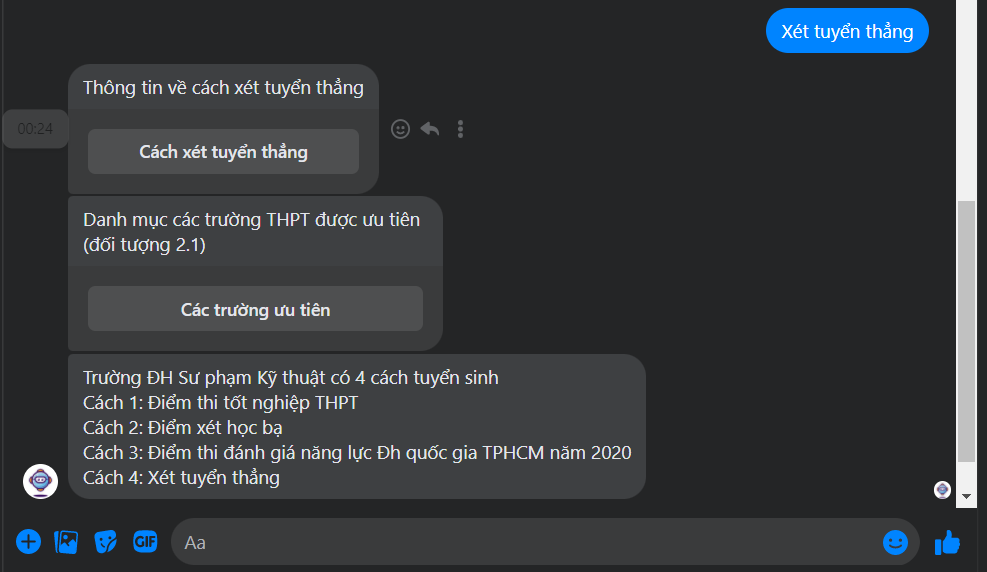 Xét tuyển thẳng
Thông tin về cách xét tuyển thẳng
00:24
Cách xét tuyển thẳng
Danh mục các trường THPT được ưu tiên
(đối tượng 2.1)
Các trường ưu tiên
Trường ĐH Sư phạm Kỹ thuật có 4 cách tuyển sinh
Cách 1: Điểm thi tốt nghiệp THPT
Cách 2: Điểm xét học bạ
Cách 3: Điểm thi đánh giá năng lực Đh quốc gia TPHCM năm 2020
Cách 4: Xét tuyển thẳng
GIF
Aa